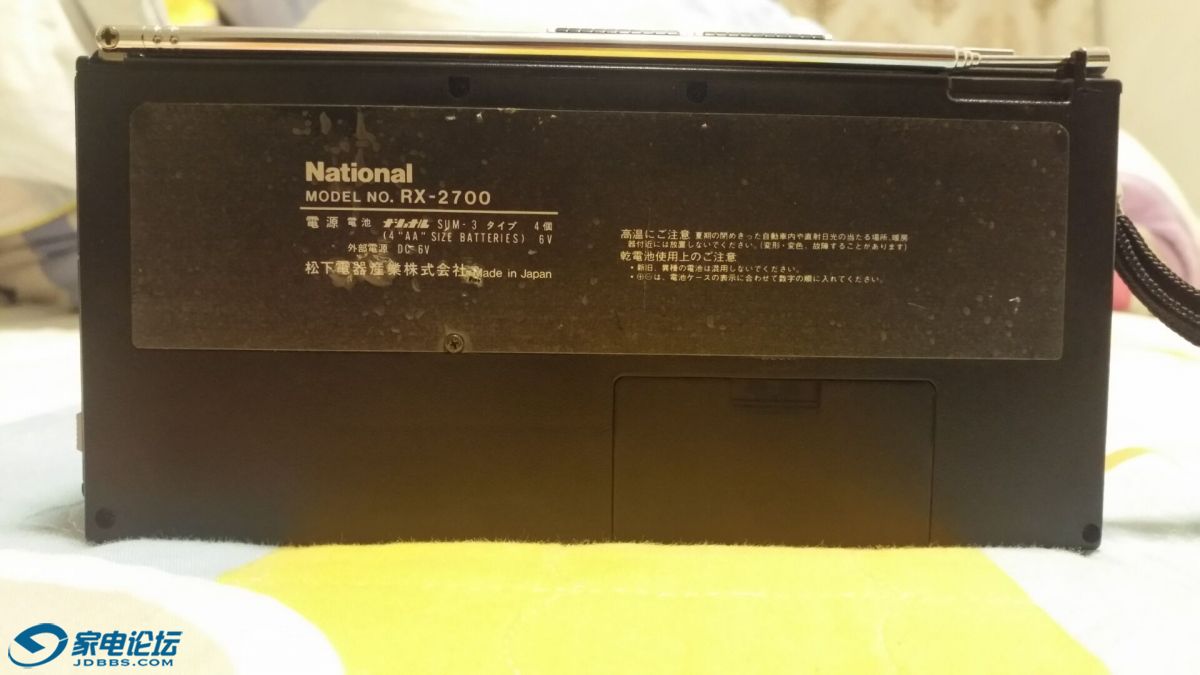 National
MODEL NO. RX-2700
電源 電池 ナショナル SUM-3 タイプ 4個
(4"AA" SIZE BATTERIES) 6V
外部電源 DC 6V
松下電器産業株式会社 Made in Japan
高温にご注意 夏期の閉めきった自動車内や直射日光の当たる場所、暖房
器付近には放置しないでください。(変形・変色、故障することがあります)
乾電池使用上のご注意
・新旧、異種の電池は混用しないでください。
・⊕⊖は、電池ケースの表示に合わせて数字の順に入れてください。
家电论坛
JDBBS.COM